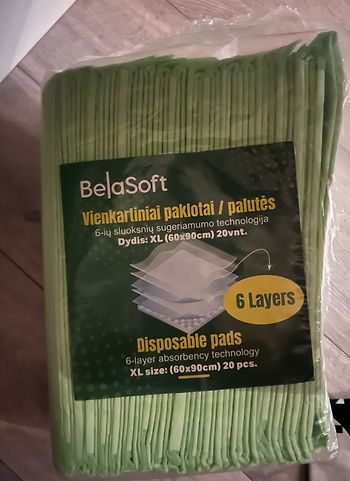 BelaSoft
Vienkartiniai paklotai / palutės
6-ių sluoksnių sugeriamumo technologija
Dydis: XL (60x90cm) 20vnt.
6 Layers
Disposable pads
6-layer absorbency technology
XL size: (60x90cm) 20 pcs.